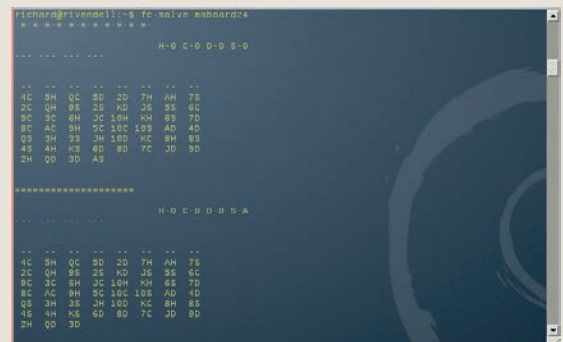 richard@rivendell:~$ fc-solve msboard24
-*-*-*-*-*-*-*-*-*-*-*-
H-0 C-0 D-0 S-0
--- --- --- ---
-- -- -- -- -- -- -- --
4C 5H QC 5D 2D 7H AH 7S
2C QH 9S 2S KD JS 5S 6C
9C 3C 6H JC 10H KH 6S 7D
8C AC 9H 5C 10C 10S AD 4D
QS 3H 3S JH 10D KC 8H 8S
4S 4H KS 6D 8D 7C JD 9D
2H QD 3D AS
====================
H-0 C-0 D-0 S-A
-- -- -- -- -- -- -- --
4C 5H QC 5D 2D 7H AH 7S
2C QH 9S 2S KD JS 5S 6C
9C 3C 6H JC 10H KH 6S 7D
8C AC 9H 5C 10C 10S AD 4D
QS 3H 3S JH 10D KC 8H 8S
4S 4H KS 6D 8D 7C JD 9D
2H QD 3D